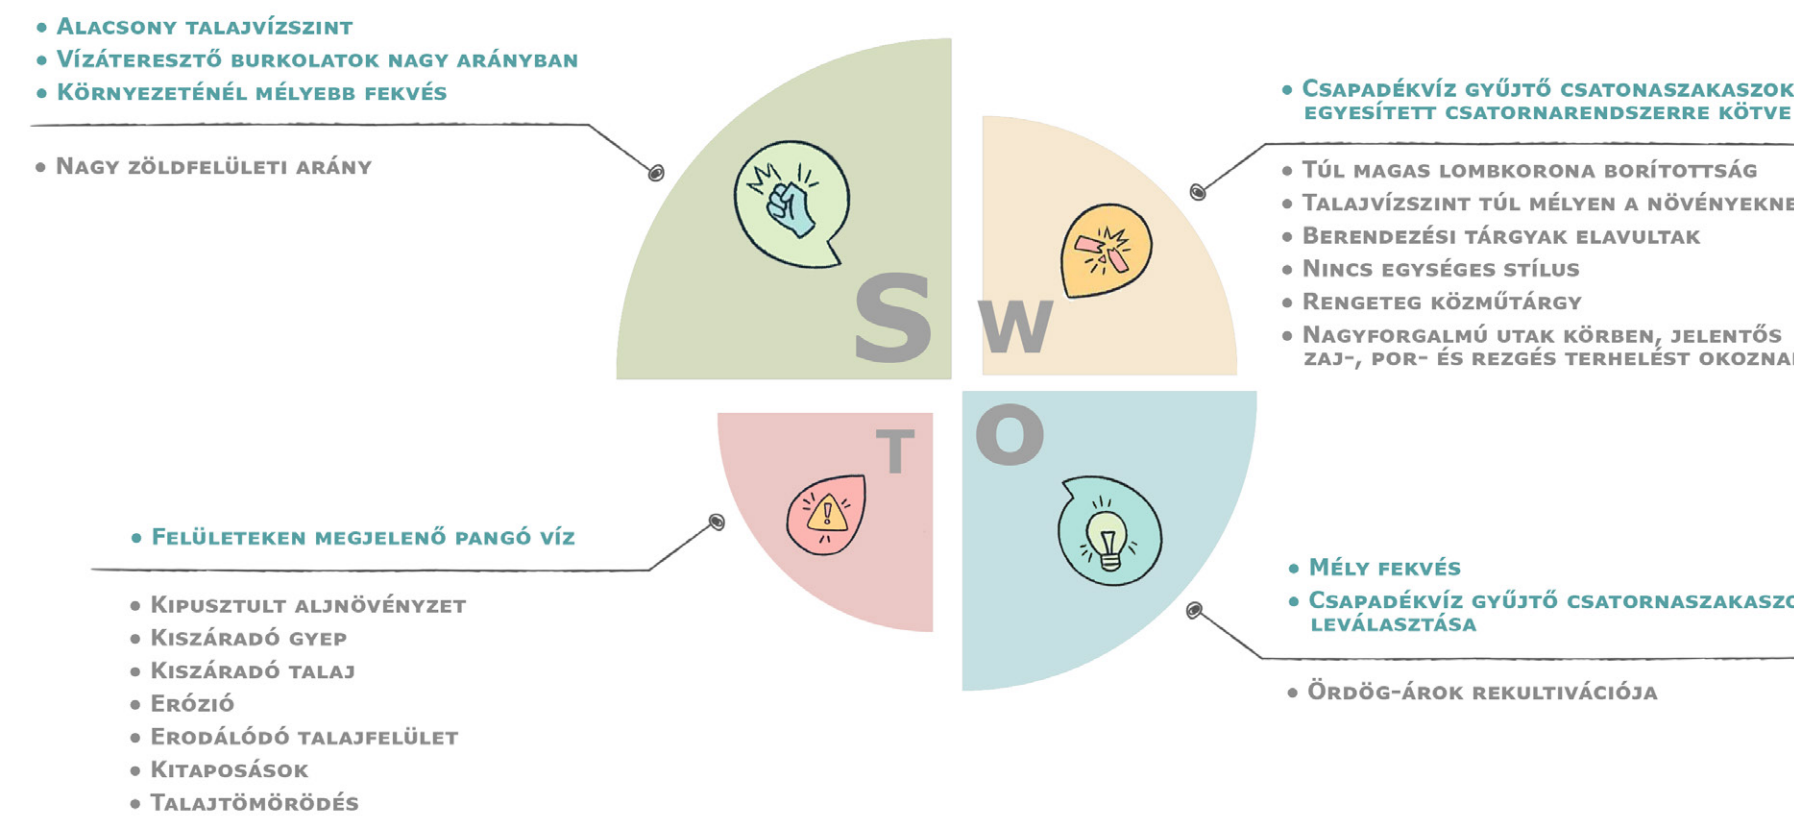 • Alacsony talajvízszint
• Vízáteresztő burkolatok nagy arányban
• Környezeténél mélyebb fekvés
• Nagy zöldfelületi arány
S
W
• Csapadékvíz gyűjtő csatonaszakaszok
egyesített csatornarendszerre kötve
• Túl magas lombkorona borítottság
• Talajvízszint túl mélyen a
• Berendezési tárgyak elavultak
• Nincs egységes stílus
• Rengeteg közműtárgy
• Nagyforgalmú utak körben, jelentős
zaj-, por- és rezgés terhelést
T
O
• Felületeken megjelenő pangó víz
• Kipusztult aljnövényzet
• Kiszáradó gyep
• Kiszáradó talaj
• Erózió
• Erodálódó talajfelület
• Kitaposások
• Talajtömörödés
• Mély fekvés
• Csapadékvíz gyűjtő
leválasztása
• Ördög-árok rekultivációja